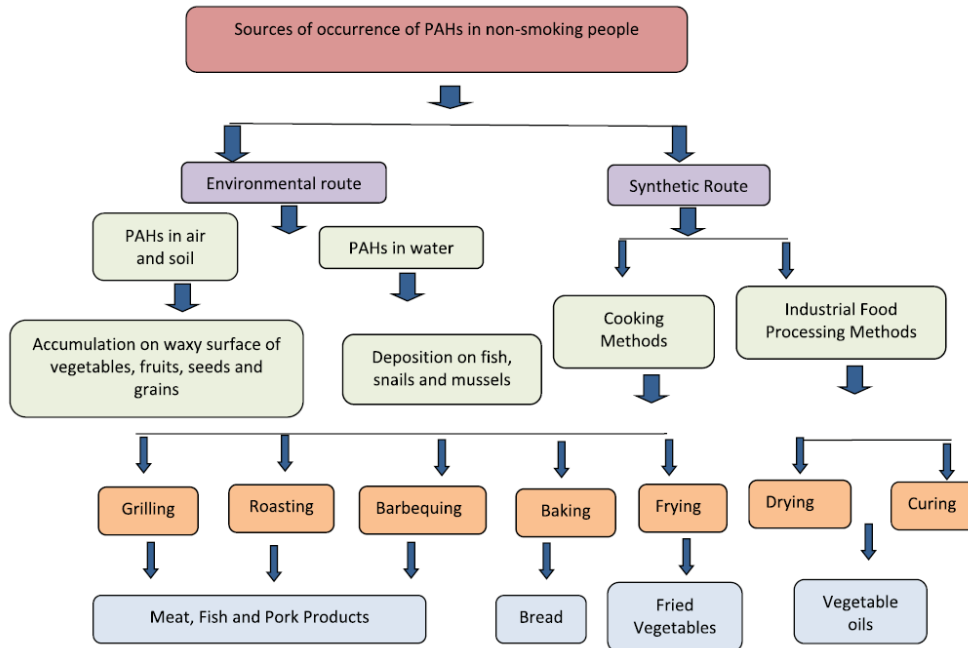 Sources of occurrence of PAHs in non-smoking people
Environmental route
Synthetic Route
PAHs in air
and soil
PAHs in water
Cooking
Methods
Industrial Food
Processing Methods
Accumulation on waxy surface of
vegetables, fruits, seeds and
grains
Deposition on fish,
snails and mussels
Grilling
Roasting
Barbequing
Baking
Frying
Drying
Curing
Meat, Fish and Pork Products
Bread
Fried
Vegetables
Vegetable
oils